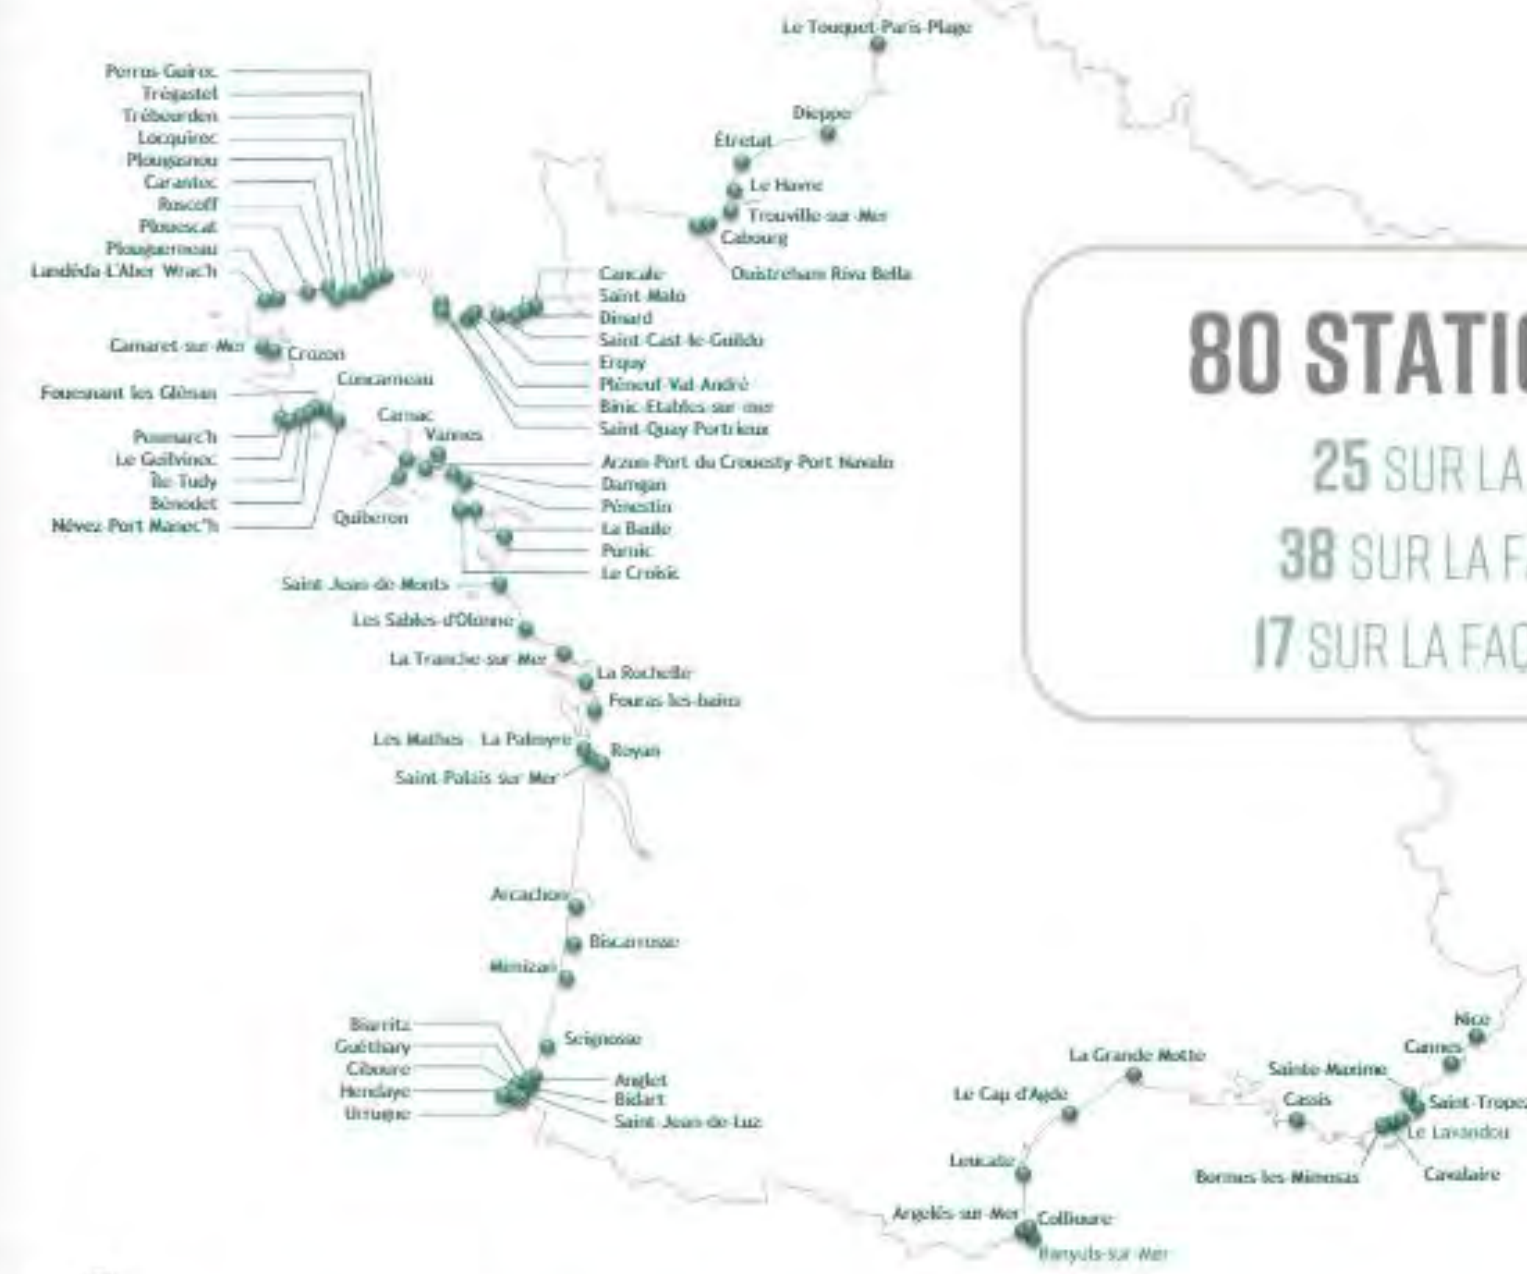 Le Touquet-Paris-Plage
Dieppe
Étretat
Le Havre
Trouville-sur-Mer
Cabourg
Ouistreham Riva Bella
Perros-Guirec
Trégastel
Trébeurden
Locquirec
Plougasnou
Carantec
Roscoff
Plouescat
Plouguerneau
Landéda-L'Aber Wrac'h
Cancale
Saint-Malo
Dinard
Saint-Cast-le-Guildo
Erquy
Pléneuf-Val-André
Binic-Etables-sur-mer
Saint-Quay-Portrieux
Camaret-sur-Mer
Crozon
Concarneau
Fouesnant les Glénan
Penmarc'h
Le Guilvinec
Île Tudy
Bénodet
Névez-Port Manec'h
Carnac
Vannes
Quiberon
Arzon-Port du Crouesty-Port Navalo
Damgan
Pénestin
La Baule
Pornic
Le Croisic
Saint-Jean-de-Monts
Les Sables-d'Olonne
La Tranche-sur-Mer
La Rochelle
Fouras-les-bains
Les Mathes - La Palmyre
Royan
Saint-Palais sur Mer
80 STATIO
25 SUR LA
38 SUR LA FA
17 SUR LA FAÇ
Arcachon
Biscarrosse
Mimizan
Seignosse
Biarritz
Guéthary
Ciboure
Hendaye
Urrugne
Anglet
Bidart
Saint-Jean-de-Luz
Nice
Cannes
Sainte-Maxime
Saint-Tropez
Cassis
Le Lavandou
Cavalaire
Bormes-les-Mimosas
La Grande Motte
Le Cap d'Agde
Leucate
Argelès-sur-Mer
Collioure
Banyuls-sur-Mer